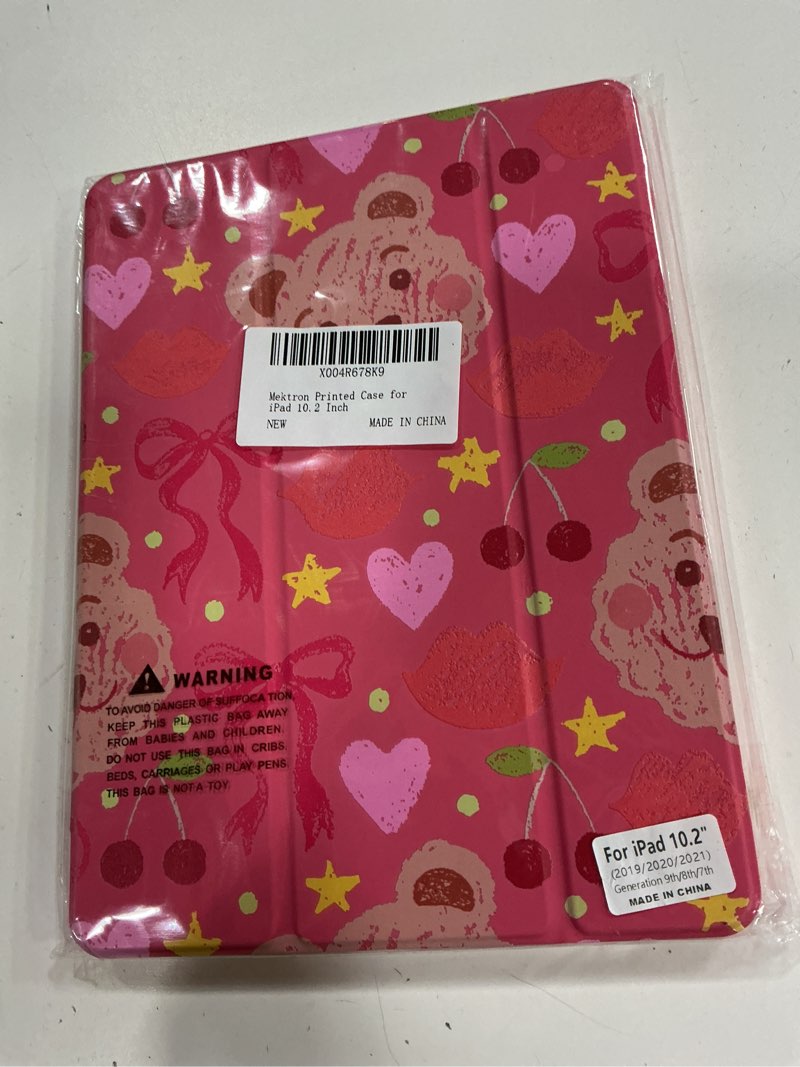 X004R678K9
Mektron Printed Case for
iPad 10.2 Inch
NEW MADE IN CHINA
WARNING
TO AVOID DANGER OF SUFFOCATION,
KEEP THIS PLASTIC BAG AWAY
FROM BABIES AND CHILDREN.
DO NOT USE THIS BAG IN CRIBS,
BEDS, CARRIAGES OR PLAY PENS.
THIS BAG IS NOT A TOY.
For iPad 10.2"
(2019/2020/2021)
Generation 9th/8th/7th
MADE IN CHINA